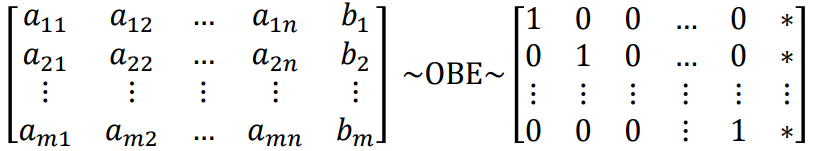 a₁₁ a₁₂ … a₁ₙ b₁ 1 0 0 … 0 *
a₂₁ a₂₂ … a₂ₙ b₂ ~OBE~ 0 1 0 … 0 *
⋮ ⋮ ⋮ ⋮ ⋮ ⋮ ⋮ ⋮ ⋮ ⋮ ⋮
aₘ₁ aₘ₂ … aₘₙ bₘ 0 0 0 ⋮ 1 *